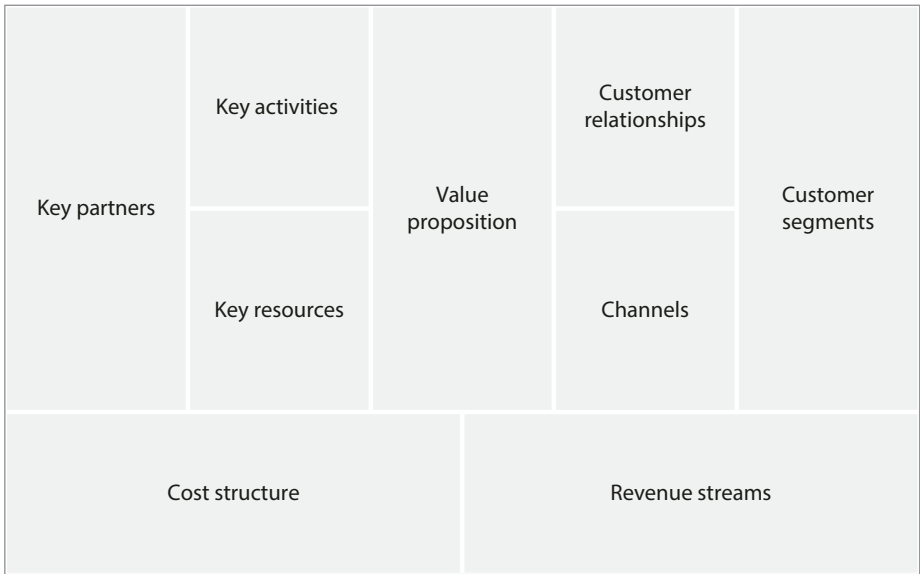 Key partners
Key activities
Key resources
Value
proposition
Customer
relationships
Channels
Customer
segments
Cost structure
Revenue streams